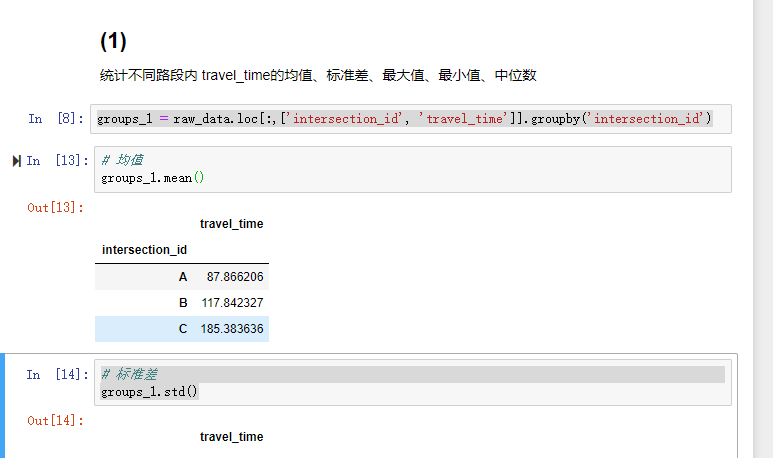 (1)
统计不同路段内 travel_time的均值、标准差、最大值、最小值、中位数
In [8]: groups_1 = raw_data.loc[:,['intersection_id', 'travel_time']].groupby('intersection_id')
In [13]: # 均值
groups_1.mean()
Out[13]:
travel_time
intersection_id
A 87.866206
B 117.842327
C 185.383636
In [14]: # 标准差
groups_1.std()
Out[14]:
travel_time